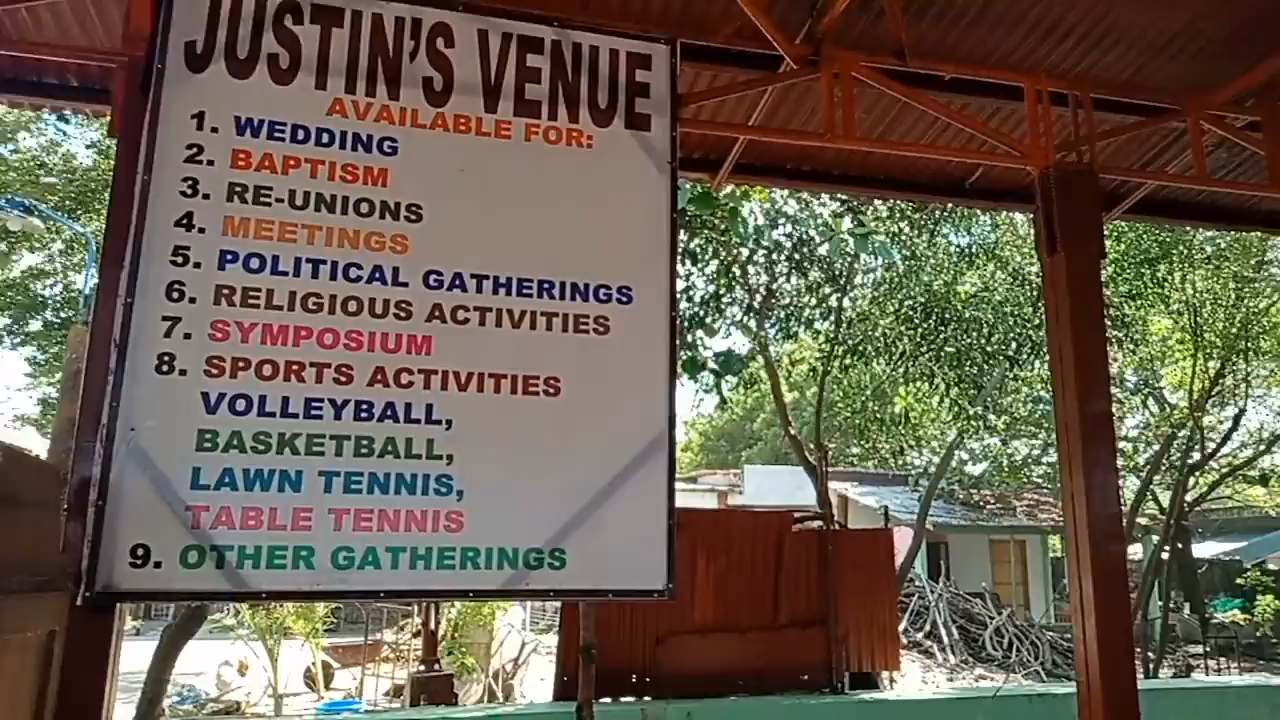 JUSTIN'S VENUE
AVAILABLE FOR:
1. WEDDING
2. BAPTISM
3. RE-UNIONS
4. MEETINGS
5. POLITICAL GATHERINGS
6. RELIGIOUS ACTIVITIES
7. SYMPOSIUM
8. SPORTS ACTIVITIES
VOLLEYBALL,
BASKETBALL,
LAWN TENNIS,
TABLE TENNIS
9. OTHER GATHERINGS